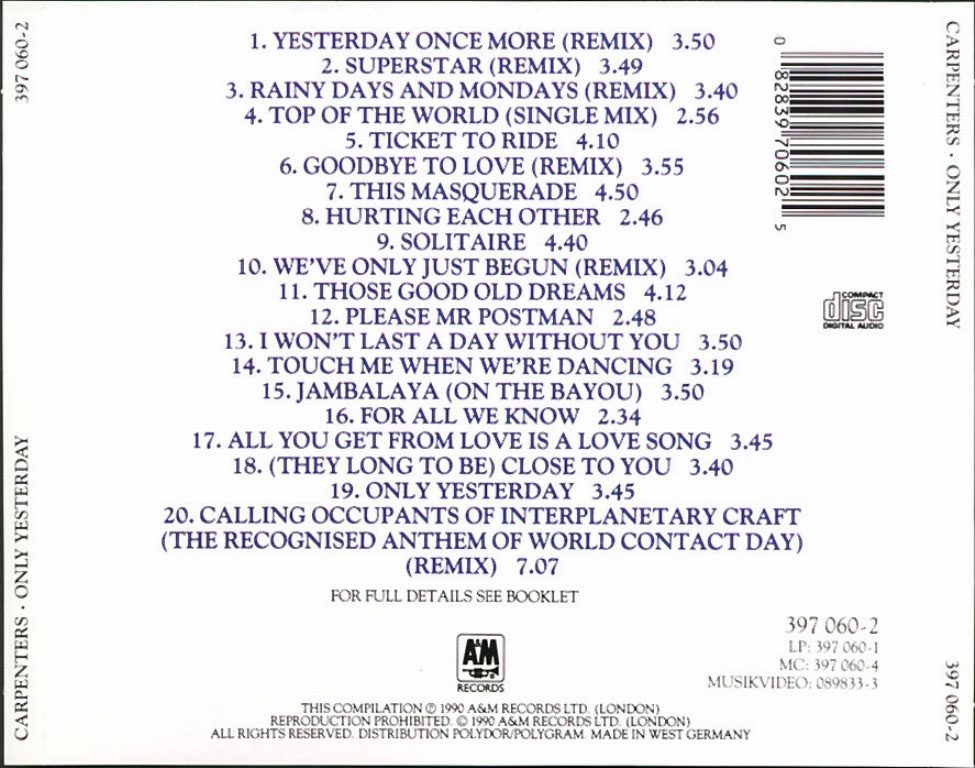 397 060-2
CARPENTERS · ONLY YESTERDAY
1. YESTERDAY ONCE MORE (REMIX) 3.50
2. SUPERSTAR (REMIX) 3.49
3. RAINY DAYS AND MONDAYS (REMIX) 3.40
4. TOP OF THE WORLD (SINGLE MIX) 2.56
5. TICKET TO RIDE 4.10
6. GOODBYE TO LOVE (REMIX) 3.55
7. THIS MASQUERADE 4.50
8. HURTING EACH OTHER 2.46
9. SOLITAIRE 4.40
10. WE'VE ONLY JUST BEGUN (REMIX) 3.04
11. THOSE GOOD OLD DREAMS 4.12
12. PLEASE MR POSTMAN 2.48
13. I WON'T LAST A DAY WITHOUT YOU 3.50
14. TOUCH ME WHEN WE'RE DANCING 3.19
15. JAMBALAYA (ON THE BAYOU) 3.50
16. FOR ALL WE KNOW 2.34
17. ALL YOU GET FROM LOVE IS A LOVE SONG 3.45
18. (THEY LONG TO BE) CLOSE TO YOU 3.40
19. ONLY YESTERDAY 3.45
20. CALLING OCCUPANTS OF INTERPLANETARY CRAFT
(THE RECOGNISED ANTHEM OF WORLD CONTACT DAY)
(REMIX) 7.07
FOR FULL DETAILS SEE BOOKLET
0 82839 70602 5
COMPACT
disc
DIGITAL AUDIO
A&M
RECORDS
397 060-2
LP: 397 060-1
MC: 397 060-4
MUSIKVIDEO: 089833-3
THIS COMPILATION ℗ 1990 A&M RECORDS LTD. (LONDON)
REPRODUCTION PROHIBITED. © 1990 A&M RECORDS LTD. (LONDON)
ALL RIGHTS RESERVED. DISTRIBUTION POLYDOR/POLYGRAM. MADE IN WEST GERMANY
CARPENTERS · ONLY YESTERDAY
397 060-2